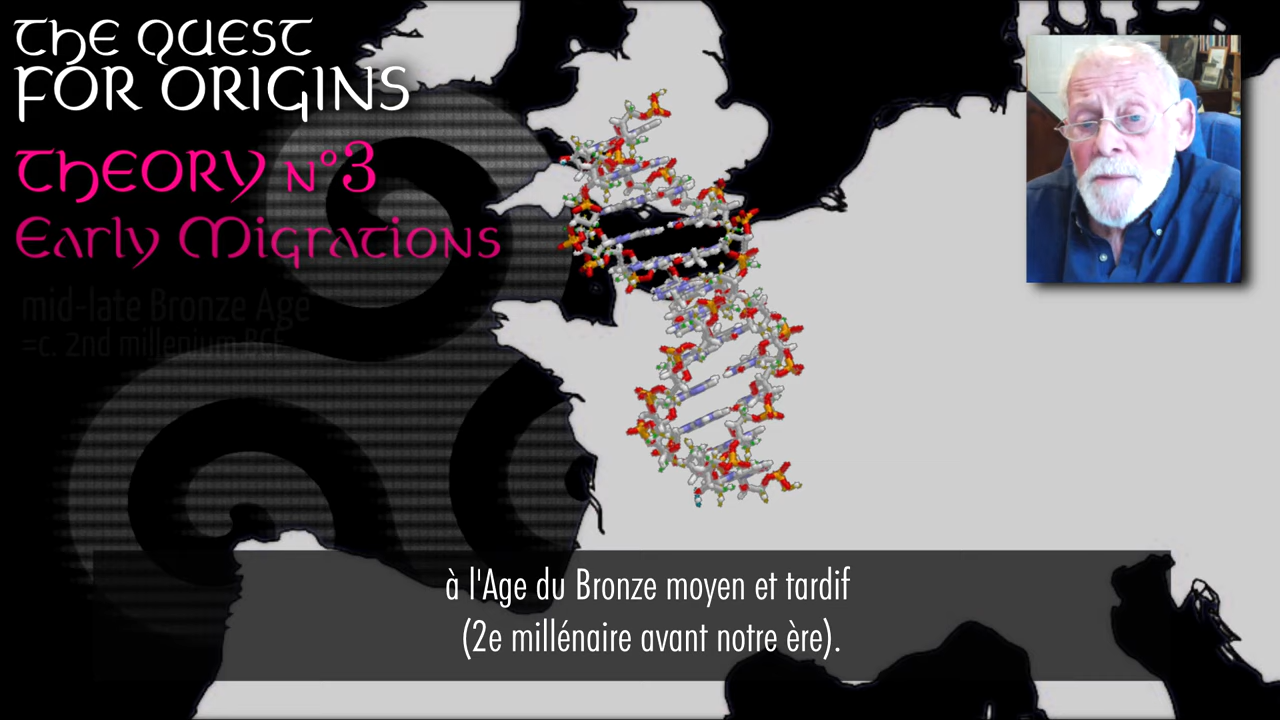 The Quest
for Origins
Theory n°3
Early Migrations
mid-late Bronze Age
=c. 2nd millenium BCE
à l'Age du Bronze moyen et tardif
(2e millénaire avant notre ère).